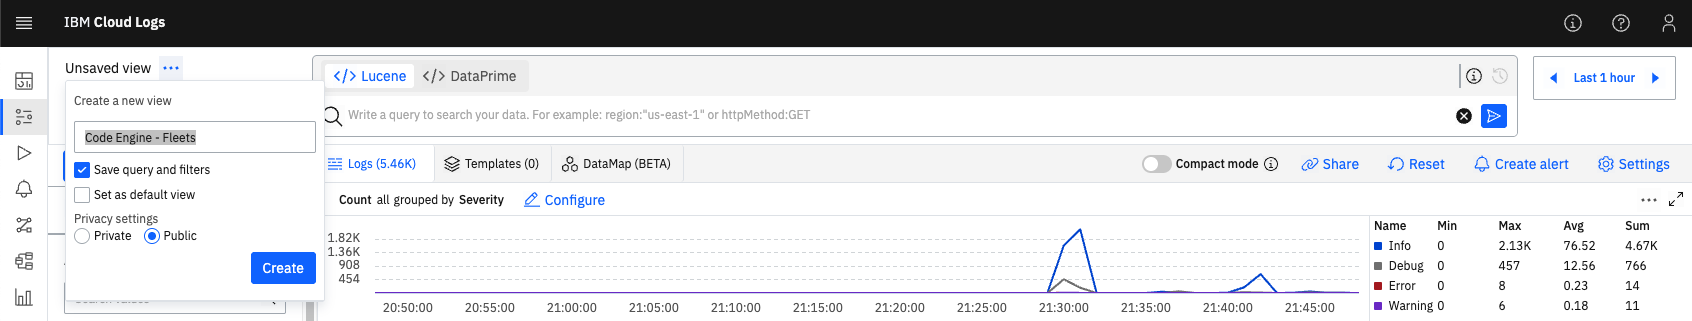 IBM Cloud Logs
Unsaved view ...
Create a new view
Code Engine - Fleets
Save query and filters
Set as default view
Privacy settings
Private Public
Create
</> Lucene </> DataPrime
Write a query to search your data. For example: region:"us-east-1" or httpMethod:GET
Last 1 hour
Logs (5.46K) Templates (0) DataMap (BETA)
Compact mode Share Reset Create alert Settings
Count all grouped by Severity Configure
1.82K
1.36K
908
454
20:50:00 20:55:00 21:00:00 21:05:00 21:10:00 21:15:00 21:20:00 21:25:00 21:30:00 21:35:00 21:40:00 21:45:00
Name Min Max Avg Sum
Info 0 2.13K 76.52 4.67K
Debug 0 457 12.56 766
Error 0 8 0.23 14
Warning 0 6 0.18 11